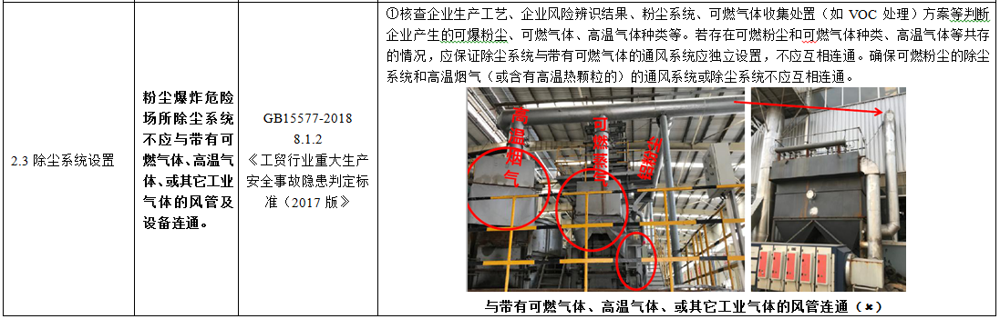 2.3 除尘系统设置
粉尘爆炸危险
场所除尘系统
不应与带有可
燃气体、高温气
体、或其它工业
气体的风管及
设备连通。
GB15577-2018
8.1.2
《工贸行业重大生产
安全事故隐患判定标
准（2017 版》
①核查企业生产工艺、企业风险辨识结果、粉尘系统、可燃气体收集处置（如 VOC 处理）方案等判断
企业产生的可爆粉尘、可燃气体、高温气体种类等。若存在可燃粉尘和可燃气体种类、高温气体等共存
的情况，应保证除尘系统与带有可燃气体的通风系统应独立设置，不应互相连通。确保可燃粉尘的除尘
系统和高温烟气（或含有高温热颗粒的）的通风系统或除尘系统不应互相连通。
高温烟气
铝粉尘
与带有可燃气体、高温气体、或其它工业气体的风管连通（×）